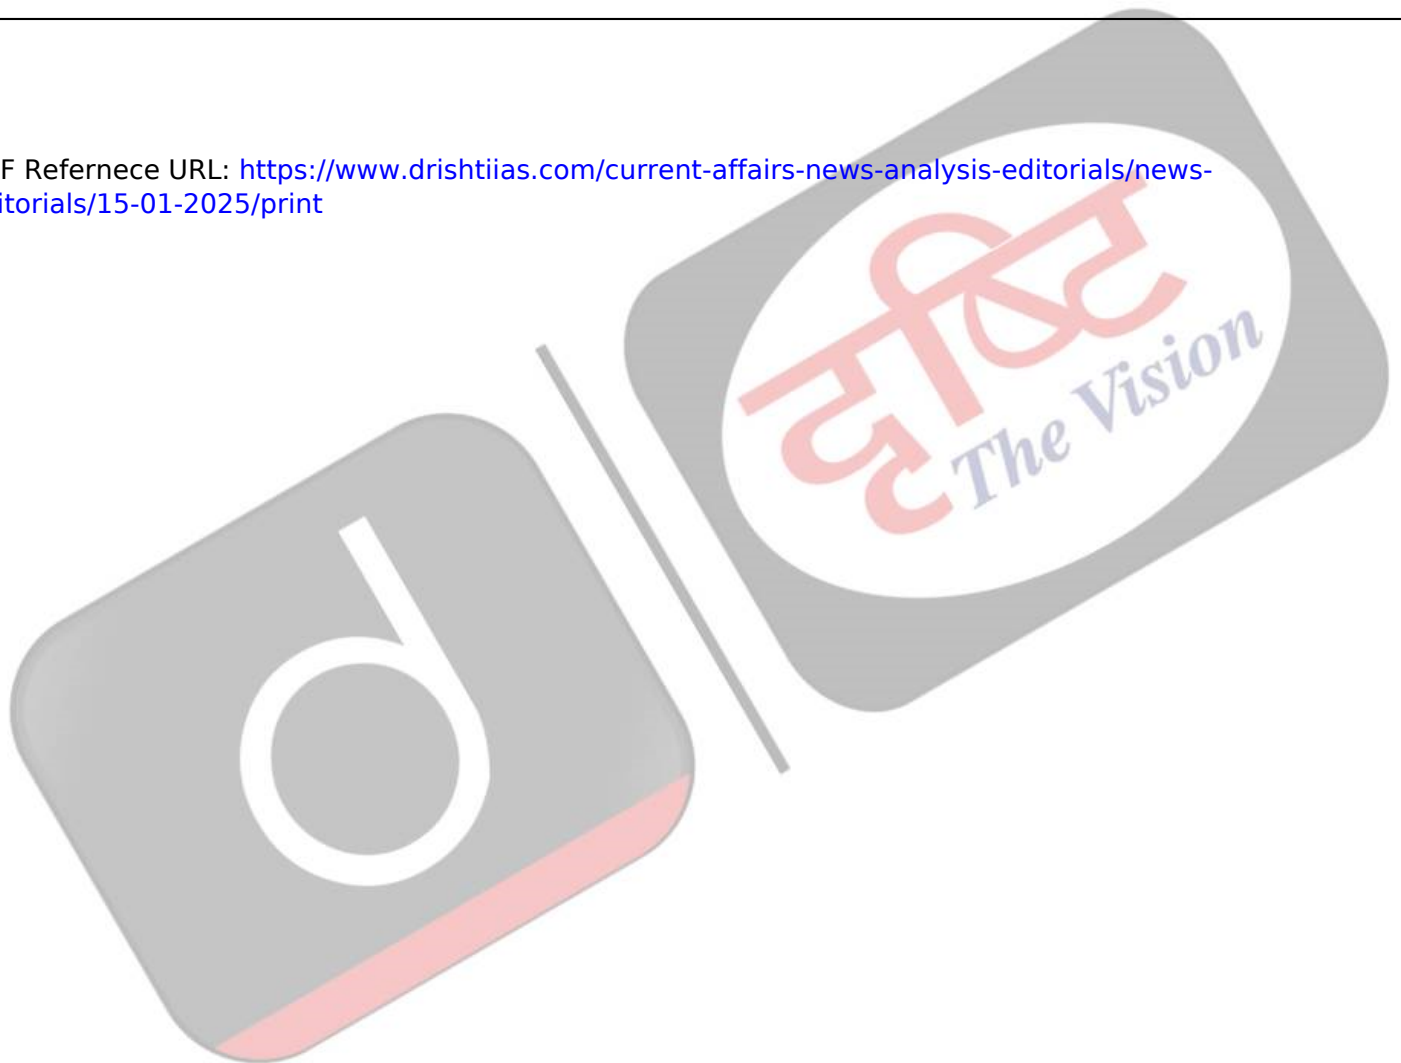 F Refernece URL: https://www.drishtiias.com/current-affairs-news-analysis-editorials/news-
itorials/15-01-2025/print
दृष्टि
The Vision
d